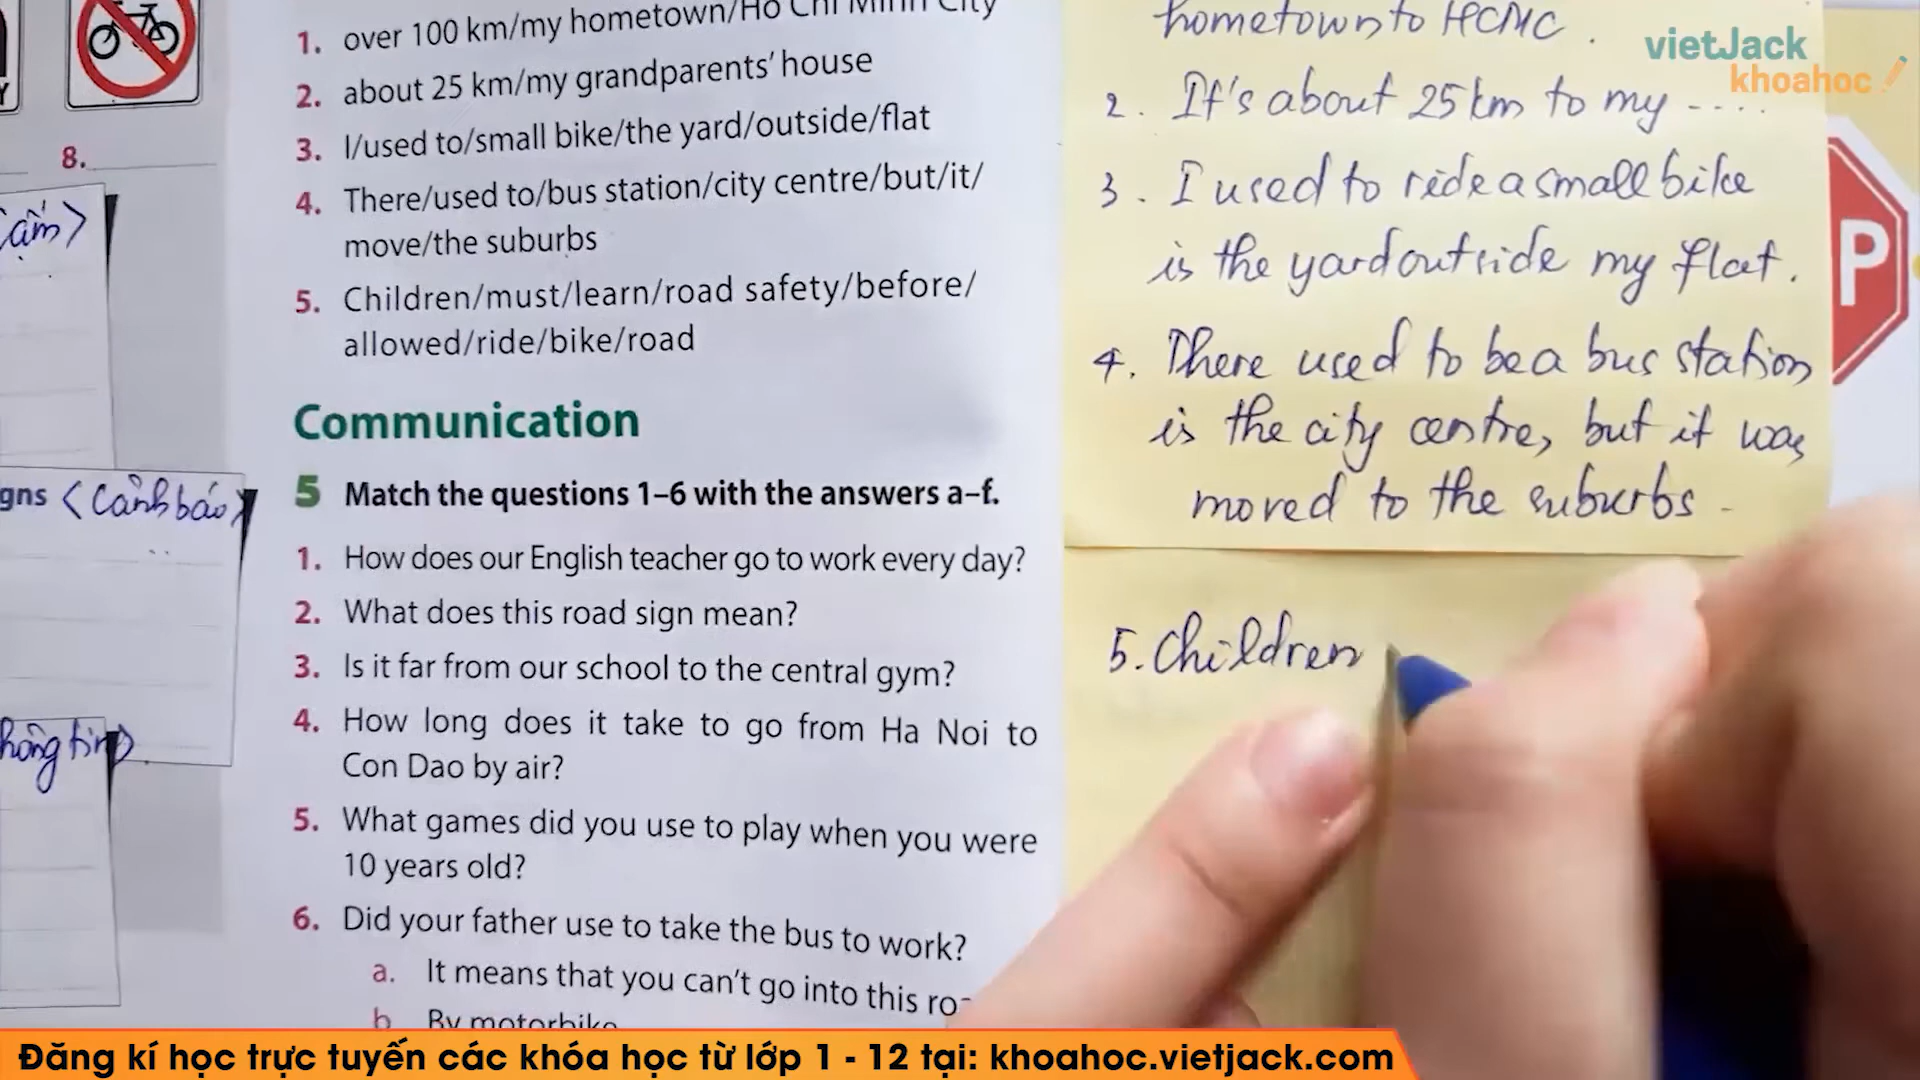 Y
8.
cấm>
gns <Cảnh báo>
1. over 100 km/my hometown/Ho Chi Minh City
2. about 25 km/my grandparents' house
3. I/used to/small bike/the yard/outside/flat
4. There/used to/bus station/city centre/but/it/
move/the suburbs
5. Children/must/learn/road safety/before/
allowed/ride/bike/road
Communication
5 Match the questions 1–6 with the answers a–f.
1. How does our English teacher go to work every day?
2. What does this road sign mean?
3. Is it far from our school to the central gym?
4. How long does it take to go from Ha Noi to
Con Dao by air?
5. What games did you use to play when you were
10 years old?
6. Did your father use to take the bus to work?
a. It means that you can't go into this
b. By motorbike
hometown to HCMC.
2. It's about 25 km to my ....
3. I used to ride a small bike
is the yard outside my flat.
4. There used to be a bus station
is the city centre, but it was
moved to the suburbs.
5. Children
P
vietJack
khoahoc
Đăng kí học trực tuyến các khóa học từ lớp 1 - 12 tại: khoahoc.vietjack.com